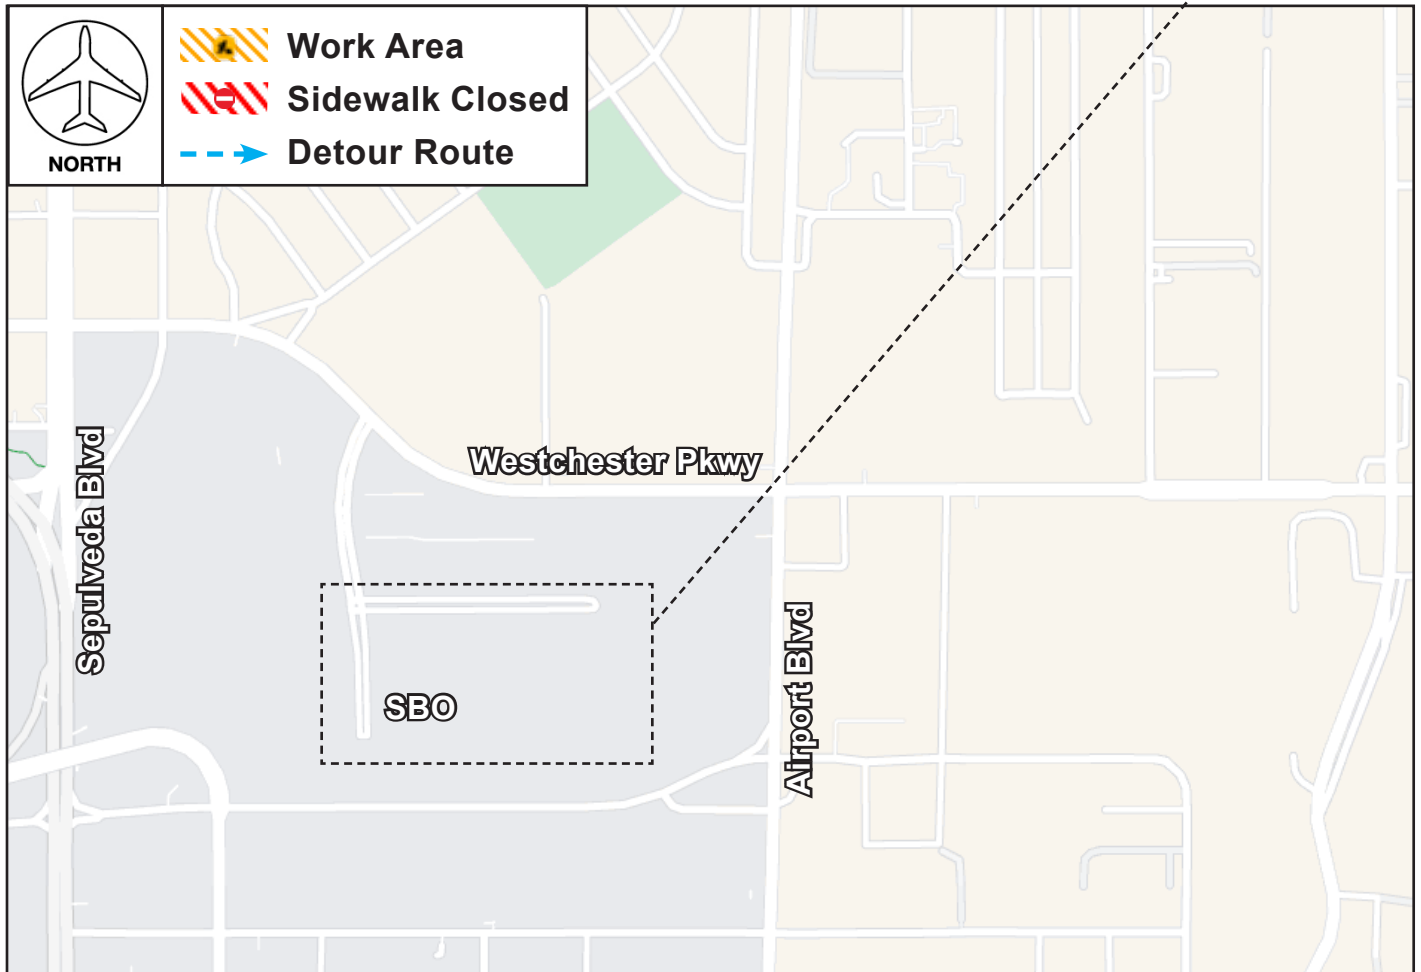 NORTH
Work Area
Sidewalk Closed
Detour Route
Westchester Pkwy
Sepulveda Blvd
Airport Blvd
SBO